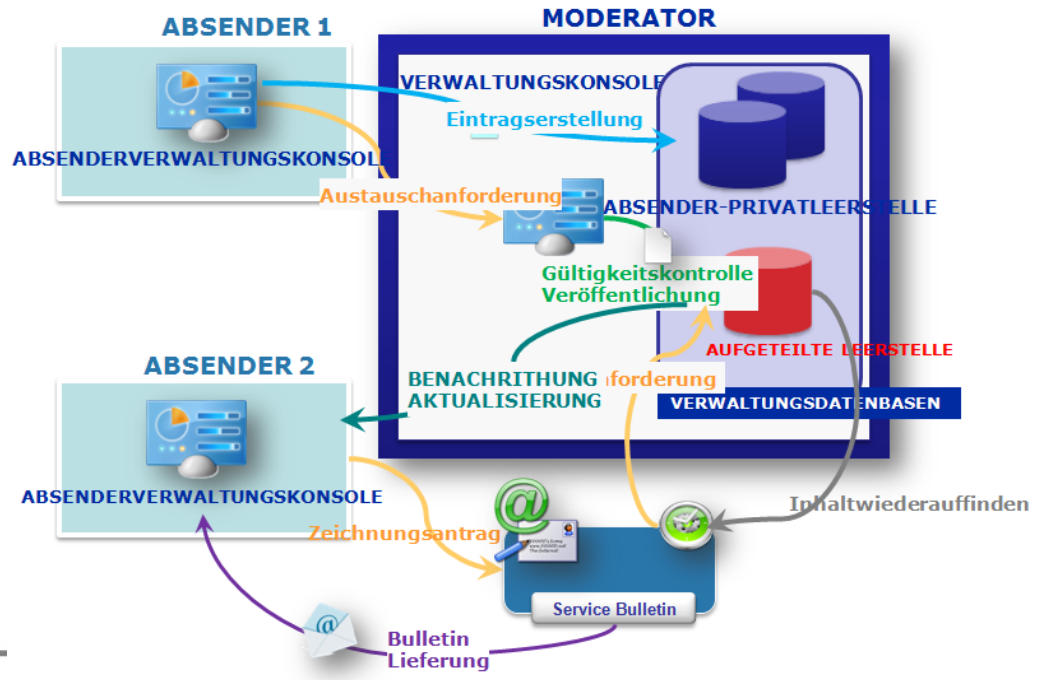 MODERATOR
ABSENDER 1
VERWALTUNGSKONSOLE
Eintragserstellung
ABSENDERVERWALTUNGSKONSOLE
Austauschanforderung
ABSENDER-PRIVATLEERSTELLE
Gültigkeitskontrolle
Veröffentlichung
AUFGETEILTE LEERSTELLE
ABSENDER 2
BENACHRITHUNG
forderung
AKTUALISIERUNG
VERWALTUNGSDATENBASEN
ABSENDERVERWALTUNGSKONSOLE
Inhaltwiederauffinden
Zeichnungsantrag
@
Service Bulletin
@
Bulletin
Lieferung